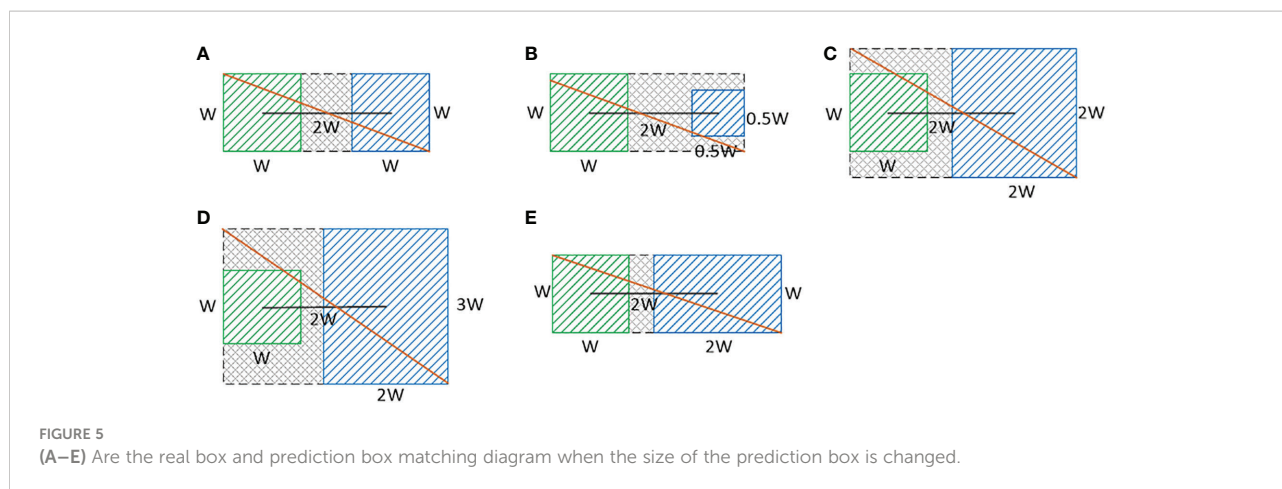 A
W
2W
W
W
W
B
W
2W
0.5W
0.5W
W
C
W
2W
2W
W
2W
D
W
2W
3W
W
2W
E
W
2W
W
W
2W
FIGURE 5
(A–E) Are the real box and prediction box matching diagram when the size of the prediction box is changed.